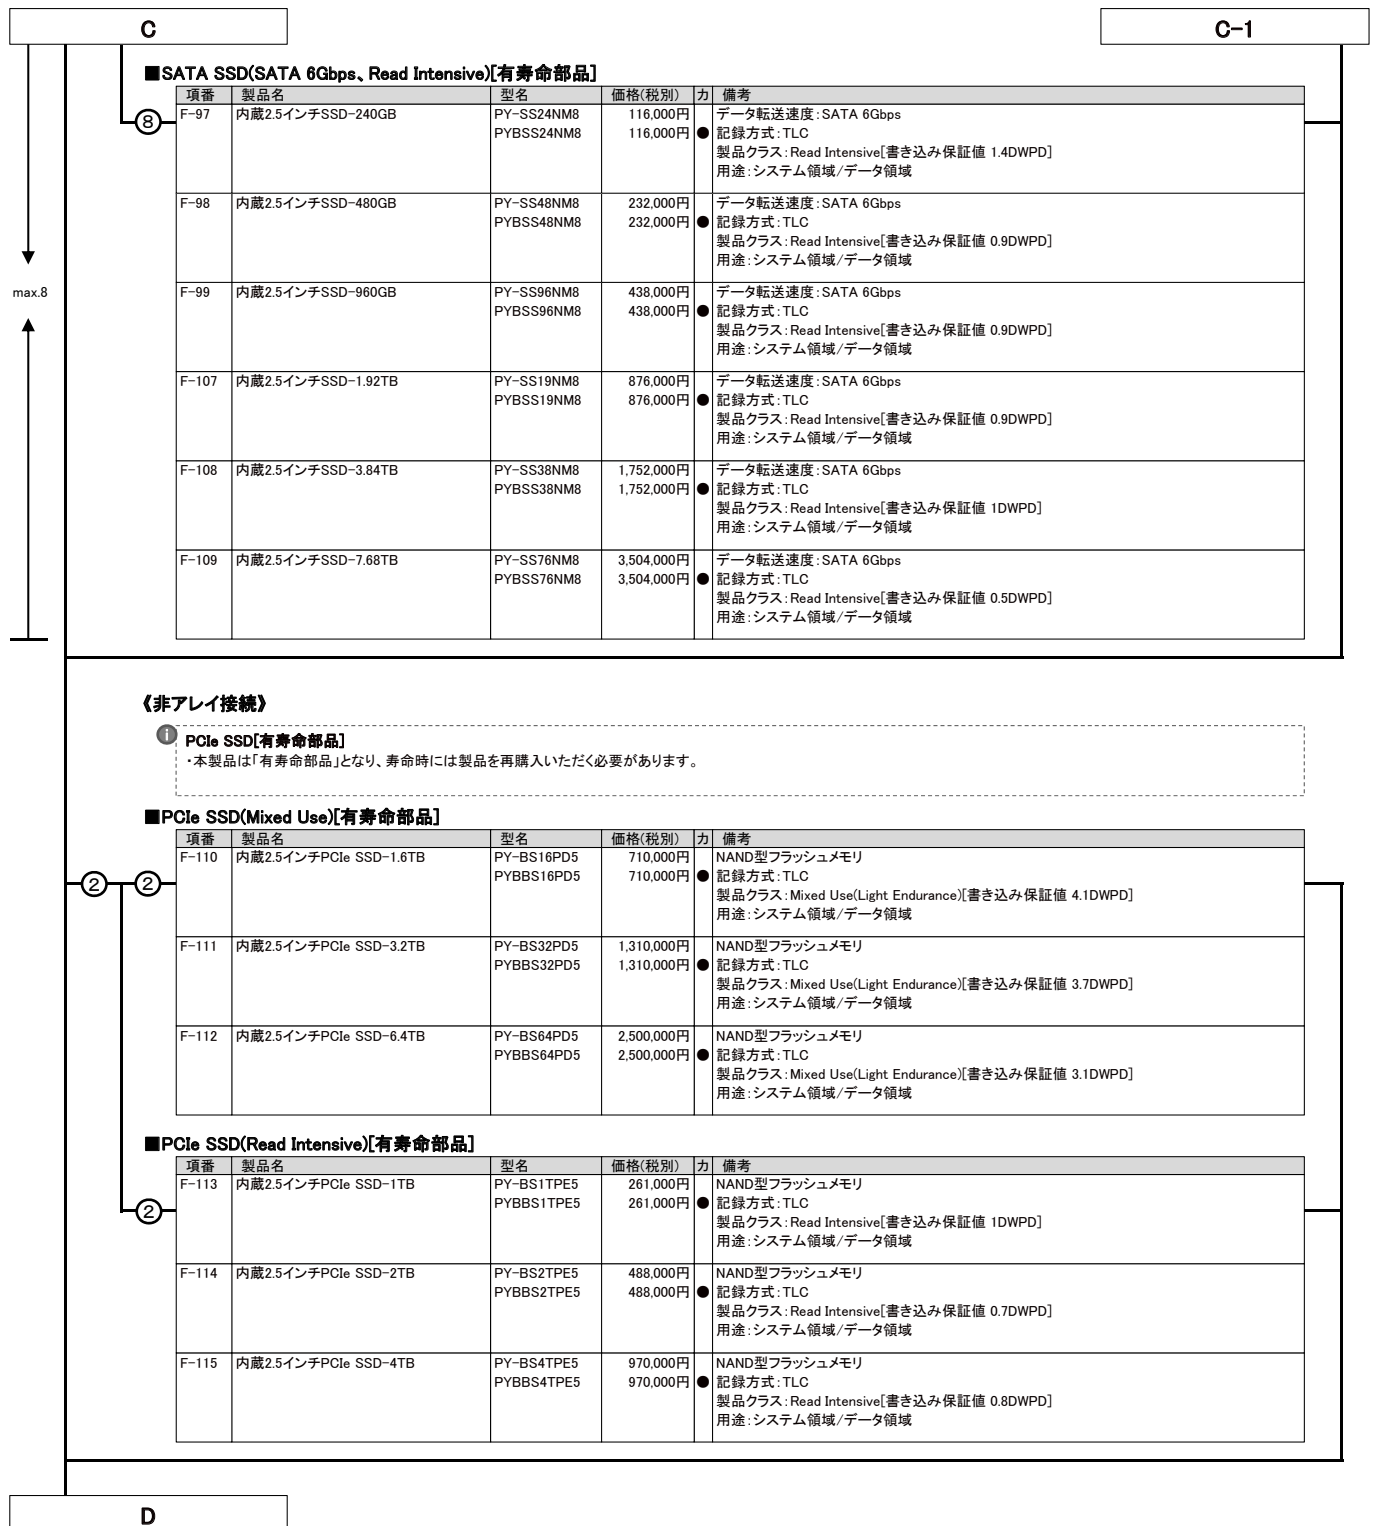 C
C-1
■SATA SSD(SATA 6Gbps、Read Intensive)[有寿命部品]
項番 製品名 型名 価格(税別) カ 備考
F-97 内蔵2.5インチSSD-240GB PY-SS24NM8 116,000円 データ転送速度:SATA 6Gbps
PYBSS24NM8 116,000円 ● 記録方式:TLC
製品クラス:Read Intensive[書き込み保証値 1.4DWPD]
用途:システム領域/データ領域
⑧
F-98 内蔵2.5インチSSD-480GB PY-SS48NM8 232,000円 データ転送速度:SATA 6Gbps
PYBSS48NM8 232,000円 ● 記録方式:TLC
製品クラス:Read Intensive[書き込み保証値 0.9DWPD]
用途:システム領域/データ領域
max.8
F-99 内蔵2.5インチSSD-960GB PY-SS96NM8 438,000円 データ転送速度:SATA 6Gbps
PYBSS96NM8 438,000円 ● 記録方式:TLC
製品クラス:Read Intensive[書き込み保証値 0.9DWPD]
用途:システム領域/データ領域
F-107 内蔵2.5インチSSD-1.92TB PY-SS19NM8 876,000円 データ転送速度:SATA 6Gbps
PYBSS19NM8 876,000円 ● 記録方式:TLC
製品クラス:Read Intensive[書き込み保証値 0.9DWPD]
用途:システム領域/データ領域
F-108 内蔵2.5インチSSD-3.84TB PY-SS38NM8 1,752,000円 データ転送速度:SATA 6Gbps
PYBSS38NM8 1,752,000円 ● 記録方式:TLC
製品クラス:Read Intensive[書き込み保証値 1DWPD]
用途:システム領域/データ領域
F-109 内蔵2.5インチSSD-7.68TB PY-SS76NM8 3,504,000円 データ転送速度:SATA 6Gbps
PYBSS76NM8 3,504,000円 ● 記録方式:TLC
製品クラス:Read Intensive[書き込み保証値 0.5DWPD]
用途:システム領域/データ領域
《非アレイ接続》
i PCIe SSD[有寿命部品]
・本製品は「有寿命部品」となり、寿命時には製品を再購入いただく必要があります。
■PCIe SSD(Mixed Use)[有寿命部品]
項番 製品名 型名 価格(税別) カ 備考
F-110 内蔵2.5インチPCIe SSD-1.6TB PY-BS16PD5 710,000円 NAND型フラッシュメモリ
PYBBS16PD5 710,000円 ● 記録方式:TLC
② ② 製品クラス:Mixed Use(Light Endurance)[書き込み保証値 4.1DWPD]
用途:システム領域/データ領域
F-111 内蔵2.5インチPCIe SSD-3.2TB PY-BS32PD5 1,310,000円 NAND型フラッシュメモリ
PYBBS32PD5 1,310,000円 ● 記録方式:TLC
製品クラス:Mixed Use(Light Endurance)[書き込み保証値 3.7DWPD]
用途:システム領域/データ領域
F-112 内蔵2.5インチPCIe SSD-6.4TB PY-BS64PD5 2,500,000円 NAND型フラッシュメモリ
PYBBS64PD5 2,500,000円 ● 記録方式:TLC
製品クラス:Mixed Use(Light Endurance)[書き込み保証値 3.1DWPD]
用途:システム領域/データ領域
■PCIe SSD(Read Intensive)[有寿命部品]
項番 製品名 型名 価格(税別) カ 備考
F-113 内蔵2.5インチPCIe SSD-1TB PY-BS1TPE5 261,000円 NAND型フラッシュメモリ
PYBBS1TPE5 261,000円 ● 記録方式:TLC
② 製品クラス:Read Intensive[書き込み保証値 1DWPD]
用途:システム領域/データ領域
F-114 内蔵2.5インチPCIe SSD-2TB PY-BS2TPE5 488,000円 NAND型フラッシュメモリ
PYBBS2TPE5 488,000円 ● 記録方式:TLC
製品クラス:Read Intensive[書き込み保証値 0.7DWPD]
用途:システム領域/データ領域
F-115 内蔵2.5インチPCIe SSD-4TB PY-BS4TPE5 970,000円 NAND型フラッシュメモリ
PYBBS4TPE5 970,000円 ● 記録方式:TLC
製品クラス:Read Intensive[書き込み保証値 0.8DWPD]
用途:システム領域/データ領域
D